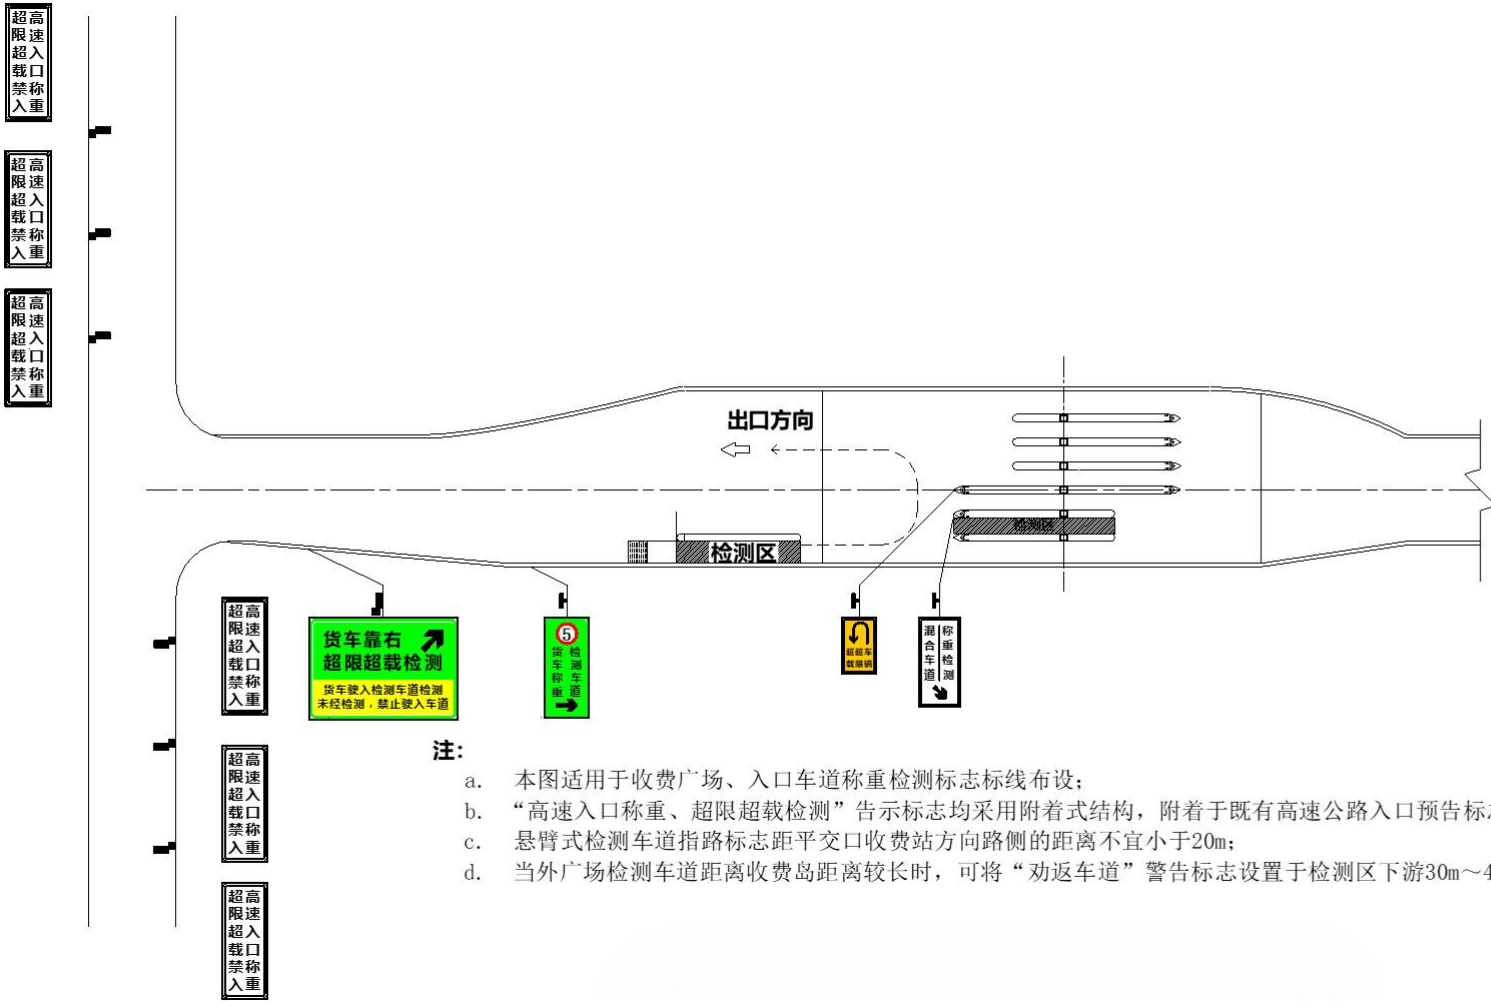 高速入口称重
超限超载禁入
高速入口称重
超限超载禁入
高速入口称重
超限超载禁入
出口方向
检测区
检测区
高速入口称重
超限超载禁入
高速入口称重
超限超载禁入
高速入口称重
超限超载禁入
货车靠右
超限超载检测
货车驶入检测车道检测
未经检测，禁止驶入车道
5
货车称重
检测车道
车辆
超限
超载
称重检测
混合车道
注:
a. 本图适用于收费广场、入口车道称重检测标志标线布设；
b. “高速入口称重、超限超载检测”告示标志均采用附着式结构，附着于既有高速公路入口预告标
c. 悬臂式检测车道指路标志距平交口收费站方向路侧的距离不宜小于20m；
d. 当外广场检测车道距离收费岛距离较长时，可将“劝返车道”警告标志设置于检测区下游30m～4